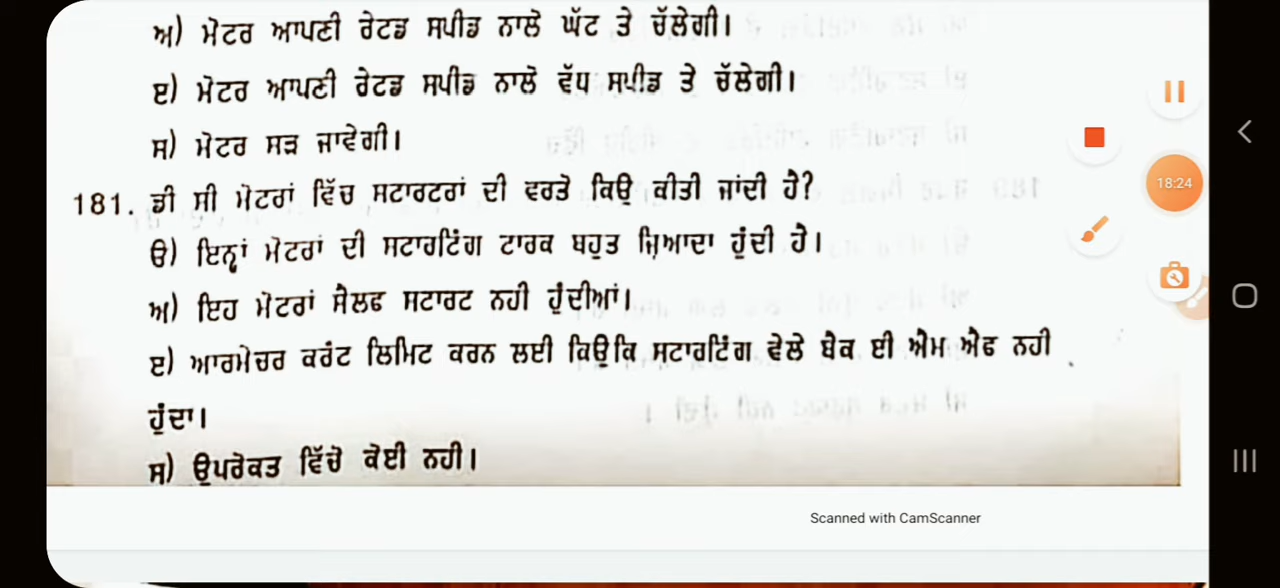 ਅ) ਮੋਟਰ ਆਪਣੀ ਰੇਟਡ ਸਪੀਡ ਨਾਲੋ ਘੱਟ ਤੇ ਚੱਲੇਗੀ।
ੲ) ਮੋਟਰ ਆਪਣੀ ਰੇਟਡ ਸਪੀਡ ਨਾਲੋ ਵੱਧ ਸਪੀਡ ਤੇ ਚੱਲੇਗੀ।
ਸ) ਮੋਟਰ ਸੜ ਜਾਵੇਗੀ।
181. ਡੀ ਸੀ ਮੋਟਰਾਂ ਵਿੱਚ ਸਟਾਰਟਰਾਂ ਦੀ ਵਰਤੋ ਕਿਉ ਕੀਤੀ ਜਾਂਦੀ ਹੈ?
ੳ) ਇਨ੍ਹਾਂ ਮੋਟਰਾਂ ਦੀ ਸਟਾਰਟਿੰਗ ਟਾਰਕ ਬਹੁਤ ਜ਼ਿਆਦਾ ਹੁੰਦੀ ਹੈ।
ਅ) ਇਹ ਮੋਟਰਾਂ ਸੈਲਫ ਸਟਾਰਟ ਨਹੀ ਹੁੰਦੀਆਂ।
ੲ) ਆਰਮੇਚਰ ਕਰੰਟ ਲਿਮਿਟ ਕਰਨ ਲਈ ਕਿਉਂਕਿ ਸਟਾਰਟਿੰਗ ਵੇਲੇ ਬੈਕ ਈ ਐਮ ਐਫ ਨਹੀ
ਹੁੰਦਾ।
ਸ) ਉਪਰੋਕਤ ਵਿੱਚੋ ਕੋਈ ਨਹੀ।
Scanned with CamScanner
18:24